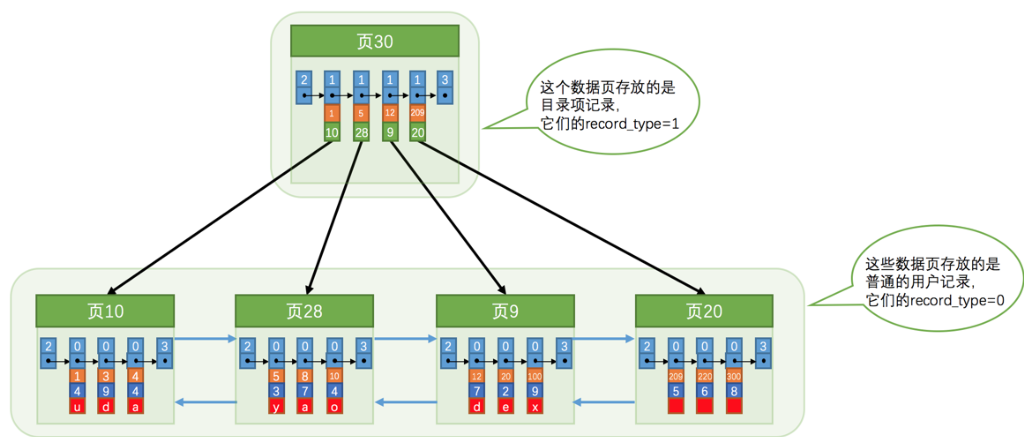 页30
2 1 1 1 1 3
1 5 12 209
10 28 9 20
这个数据页存放的是
目录项记录，
它们的record_type=1
这些数据页存放的是
普通的用户记录，
它们的record_type=0
页10
2 0 0 0 3
1 3 4
4 9 4
u d a
页28
2 0 0 0 3
5 8 10
3 7 4
y a o
页9
2 0 0 0 3
12 20 100
7 2 9
d e x
页20
2 0 0 0 3
209 220 300
5 6 8